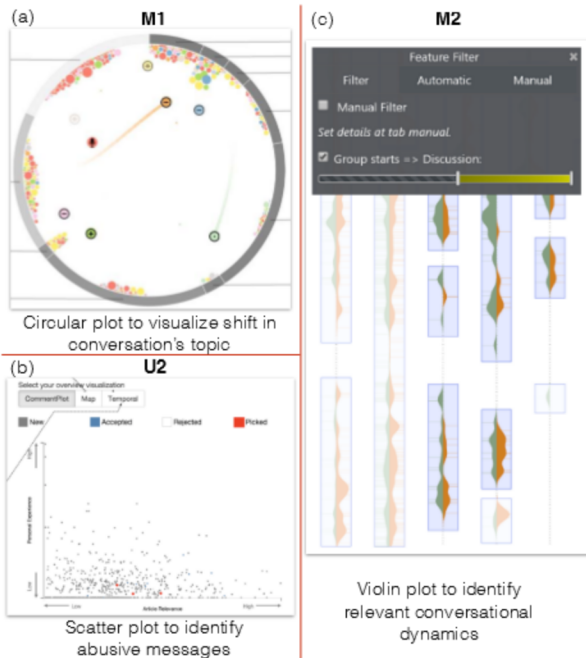 (a)
M1
Circular plot to visualize shift in
conversation's topic
(b)
U2
Select your overview visualization
CommentPlot Map Temporal
New Accepted Rejected Picked
High
Personal Experience
Low
Low Article Relevance High
Scatter plot to identify
abusive messages
(c)
M2
Feature Filter
Filter Automatic Manual
Manual Filter
Set details at tab manual.
Group starts => Discussion:
Violin plot to identify
relevant conversational
dynamics